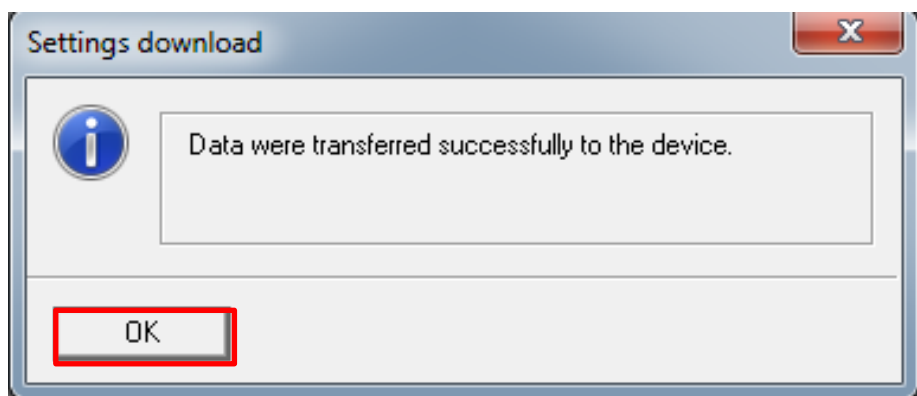 Settings download
Data were transferred successfully to the device.
OK